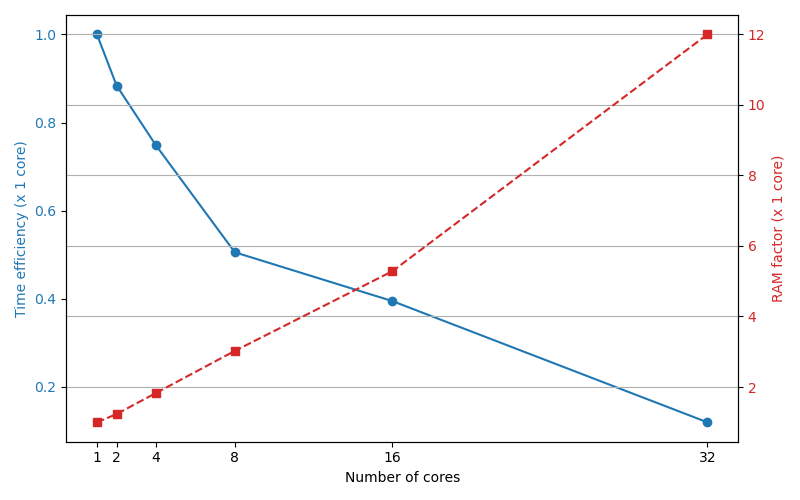 Time efficiency (x 1 core)
1.0
0.8
0.6
0.4
0.2
12
10
8
6
4
2
RAM factor (x 1 core)
1 2 4 8 16 32
Number of cores